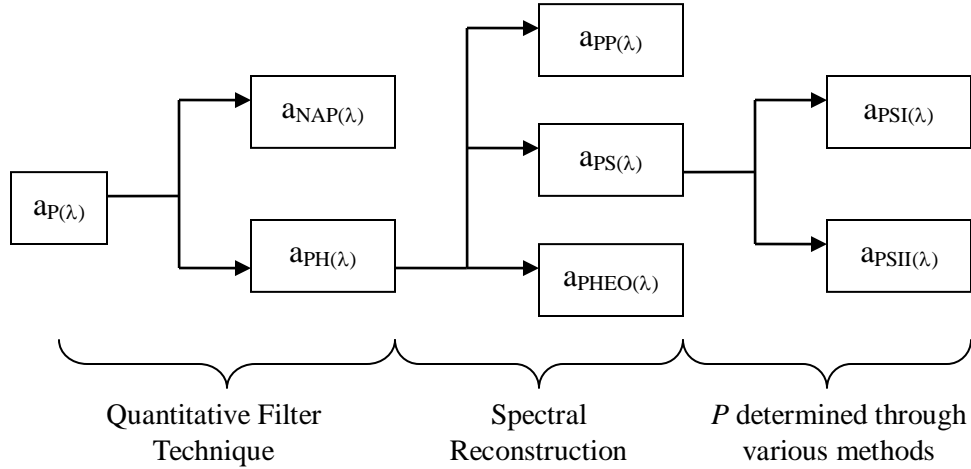 aPP(λ)
aNAP(λ)
aPSI(λ)
aPS(λ)
aP(λ)
aPH(λ)
aPHEO(λ)
aPSII(λ)
Quantitative Filter
Technique
Spectral
Reconstruction
P determined through
various methods